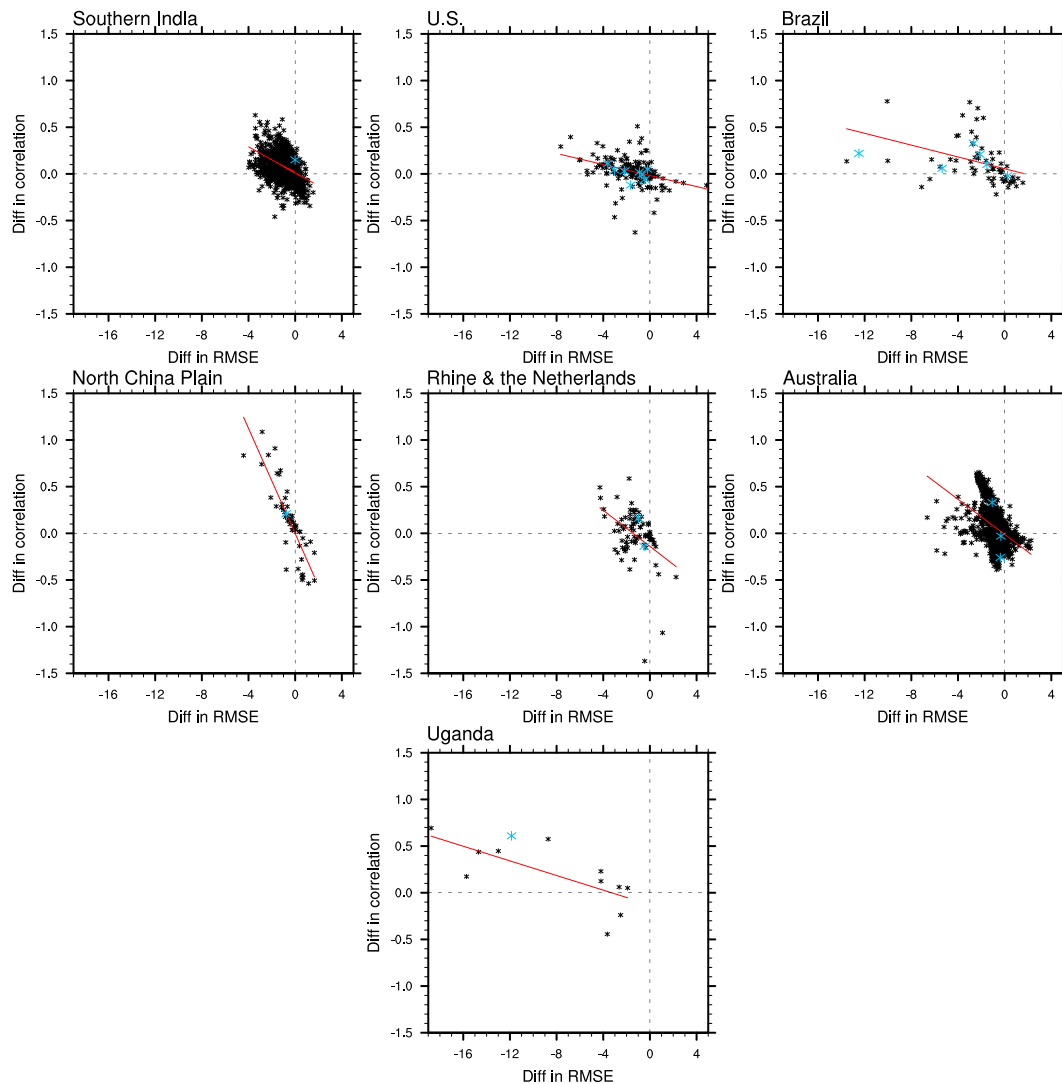 Southern Indla
U.S.
Brazil
1.5
1.0
0.5
0.0
-0.5
-1.0
-1.5
Diff in correlation
-16 -12 -8 -4 0 4
Diff in RMSE
1.5
1.0
0.5
0.0
-0.5
-1.0
-1.5
Diff in correlation
-16 -12 -8 -4 0 4
Diff in RMSE
1.5
1.0
0.5
0.0
-0.5
-1.0
-1.5
Diff in correlation
-16 -12 -8 -4 0 4
Diff in RMSE
North China Plain
Rhine & the Netherlands
Australia
1.5
1.0
0.5
0.0
-0.5
-1.0
-1.5
Diff in correlation
-16 -12 -8 -4 0 4
Diff in RMSE
1.5
1.0
0.5
0.0
-0.5
-1.0
-1.5
Diff in correlation
-16 -12 -8 -4 0 4
Diff in RMSE
1.5
1.0
0.5
0.0
-0.5
-1.0
-1.5
Diff in correlation
-16 -12 -8 -4 0 4
Diff in RMSE
Uganda
1.5
1.0
0.5
0.0
-0.5
-1.0
-1.5
Diff in correlation
-16 -12 -8 -4 0 4
Diff in RMSE